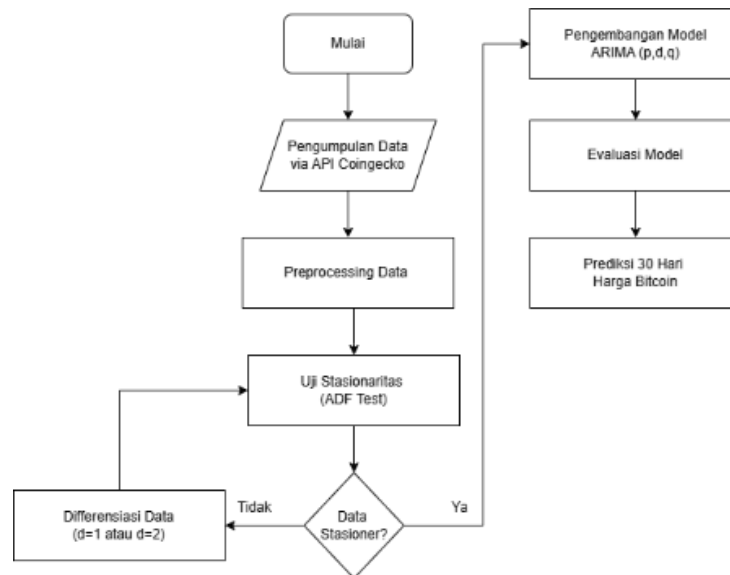 Mulai
Pengumpulan Data
via API Coingecko
Preprocessing Data
Uji Stasionaritas
(ADF Test)
Data
Stasioner?
Tidak
Differensiasi Data
(d=1 atau d=2)
Ya
Pengembangan Model
ARIMA (p,d,q)
Evaluasi Model
Prediksi 30 Hari
Harga Bitcoin